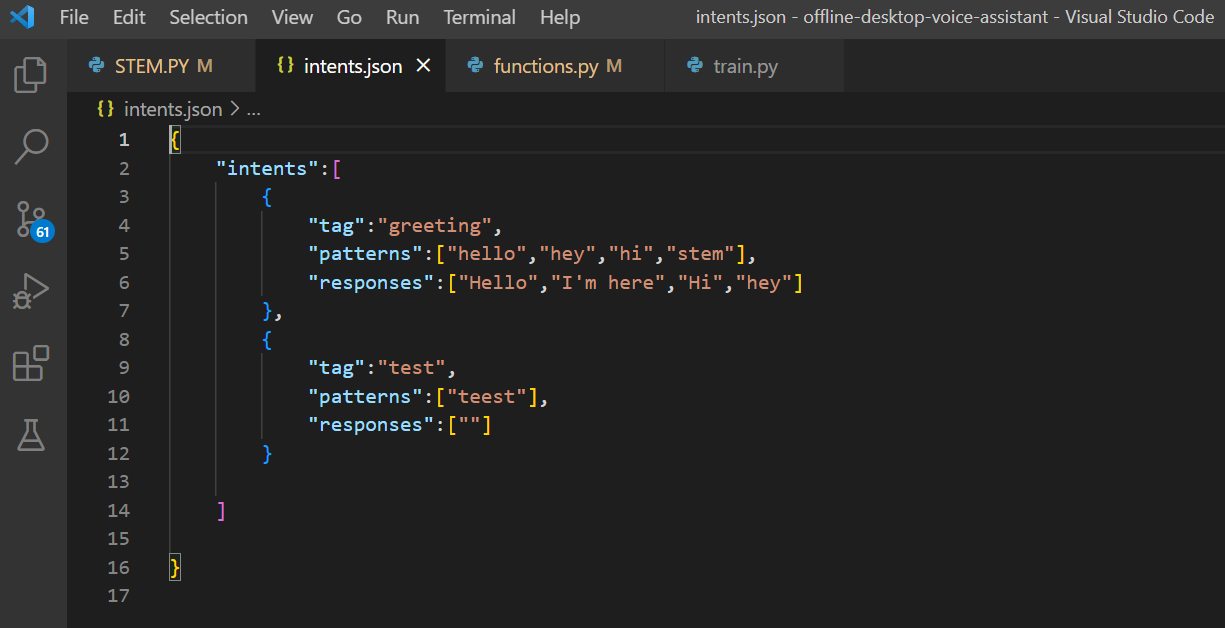 File Edit Selection View Go Run Terminal Help intents.json - offline-desktop-voice-assistant - Visual Studio Code
STEM.PY M {} intents.json × functions.py M train.py
{} intents.json > ...
61
1 {
2 "intents":[
3 {
4 "tag":"greeting",
5 "patterns":["hello","hey","hi","stem"],
6 "responses":["Hello","I'm here","Hi","hey"]
7 },
8 {
9 "tag":"test",
10 "patterns":["teest"],
11 "responses":[""]
12 }
13
14 ]
15
16 }
17